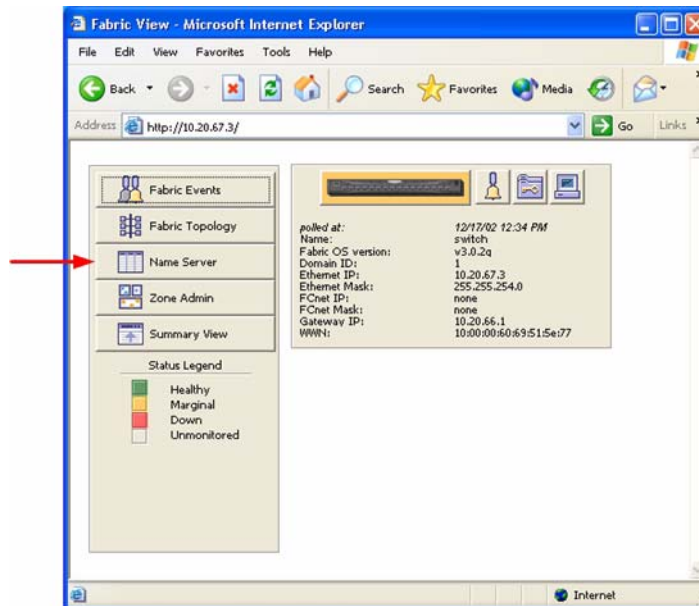 Fabric View - Microsoft Internet Explorer
File Edit View Favorites Tools Help
Back Search Favorites Media
Address http://10.20.67.3/ Go Links
Fabric Events
Fabric Topology
Name Server
Zone Admin
Summary View
Status Legend
Healthy
Marginal
Down
Unmonitored
polled at: 12/17/02 12:34 PM
Name: switch
Fabric OS version: v3.0.2q
Domain ID: 1
Ethernet IP: 10.20.67.3
Ethernet Mask: 255.255.254.0
FCnet IP: none
FCnet Mask: none
Gateway IP: 10.20.66.1
WWN: 10:00:00:60:69:51:5e:77
Internet